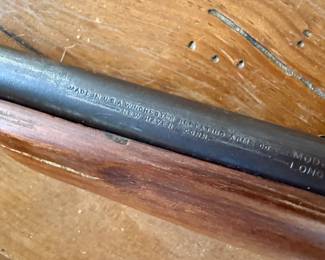 MADE IN U.S.A. WINCHESTER REPEATING ARMS CO.
NEW HAVEN, CONN.
MOD
LONG